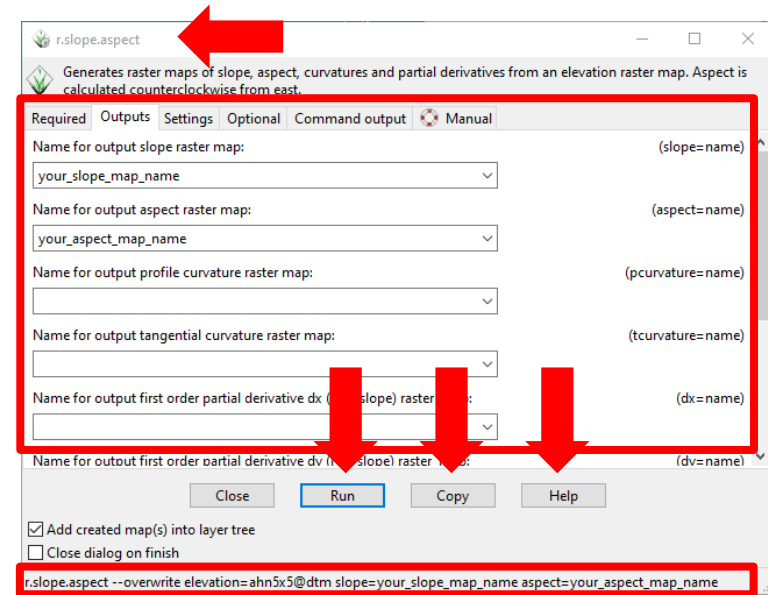 r.slope.aspect
Generates raster maps of slope, aspect, curvatures and partial derivatives from an elevation raster map. Aspect is
calculated counterclockwise from east.
Required Outputs Settings Optional Command output Manual
Name for output slope raster map: (slope=name)
your_slope_map_name
Name for output aspect raster map: (aspect=name)
your_aspect_map_name
Name for output profile curvature raster map: (pcurvature=name)
Name for output tangential curvature raster map: (tcurvature=name)
Name for output first order partial derivative dx ( slope) raster : (dx=name)
Name for output first order partial derivative dy ( slope) raster : (dy=name)
Close Run Copy Help
Add created map(s) into layer tree
Close dialog on finish
r.slope.aspect --overwrite elevation=ahn5x5@dtm slope=your_slope_map_name aspect=your_aspect_map_name